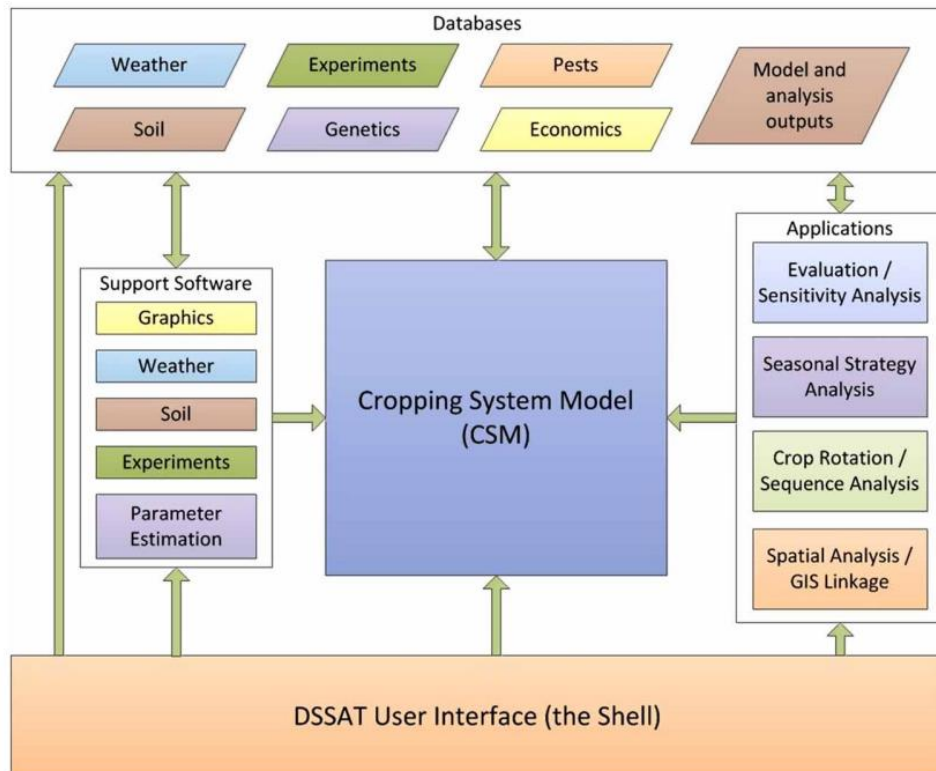 Databases
Weather
Experiments
Pests
Model and
analysis
outputs
Soil
Genetics
Economics
Support Software
Graphics
Weather
Soil
Experiments
Parameter
Estimation
Cropping System Model
(CSM)
Applications
Evaluation /
Sensitivity Analysis
Seasonal Strategy
Analysis
Crop Rotation /
Sequence Analysis
Spatial Analysis /
GIS Linkage
DSSAT User Interface (the Shell)